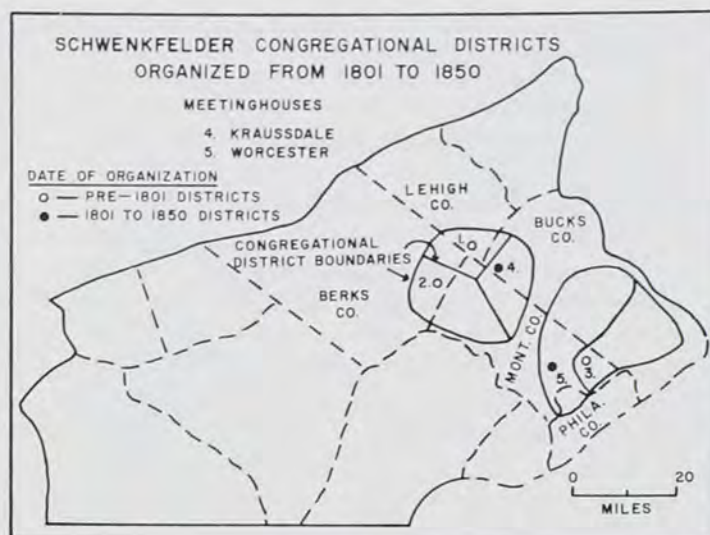 SCHWENKFELDER CONGREGATIONAL DISTRICTS
ORGANIZED FROM 1801 TO 1850
MEETINGHOUSES
4. KRAUSSDALE
5. WORCESTER
DATE OF ORGANIZATION
O — PRE-1801 DISTRICTS
● — 1801 TO 1850 DISTRICTS
LEHIGH
CO.
BUCKS
CO.
CONGREGATIONAL
DISTRICT BOUNDARIES
1.O
●4.
2.O
BERKS
CO.
MONT. CO.
O
3.
●
5.
PHILA.
CO.
0 20
MILES